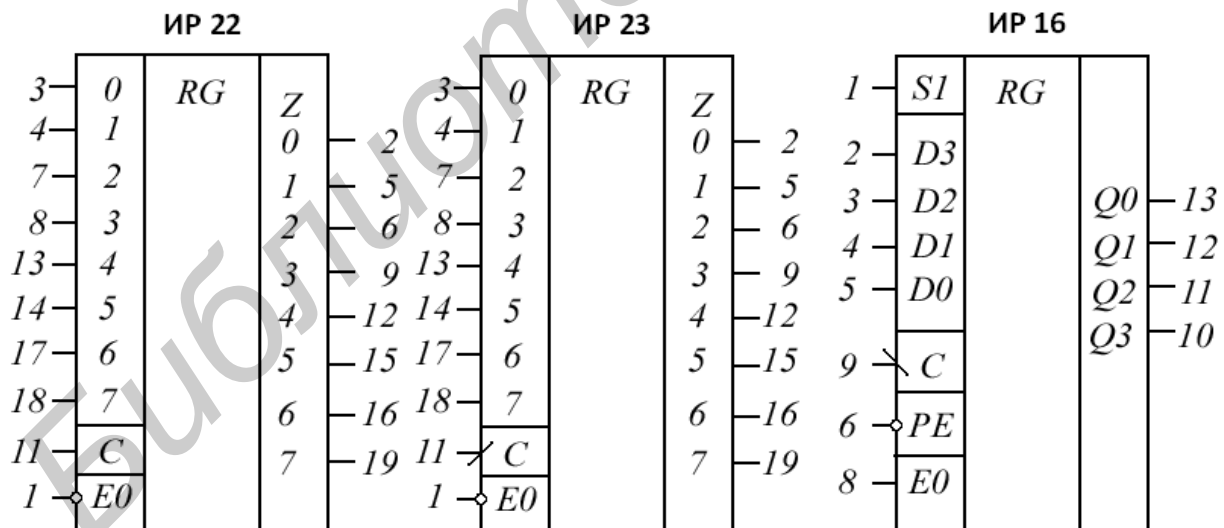 ИР 22
3 0 RG Z
4 1 0 2
7 2 1 5
8 3 2 6
13 4 3 9
14 5 4 12
17 6 5 15
18 7 6 16
11 C 7 19
1 E0
ИР 23
3 0 RG Z
4 1 0 2
7 2 1 5
8 3 2 6
13 4 3 9
14 5 4 12
17 6 5 15
18 7 6 16
11 C 7 19
1 E0
ИР 16
1 S1 RG
2 D3
3 D2 Q0 13
4 D1 Q1 12
5 D0 Q2 11
Q3 10
9 C
6 PE
8 E0
Библиоте